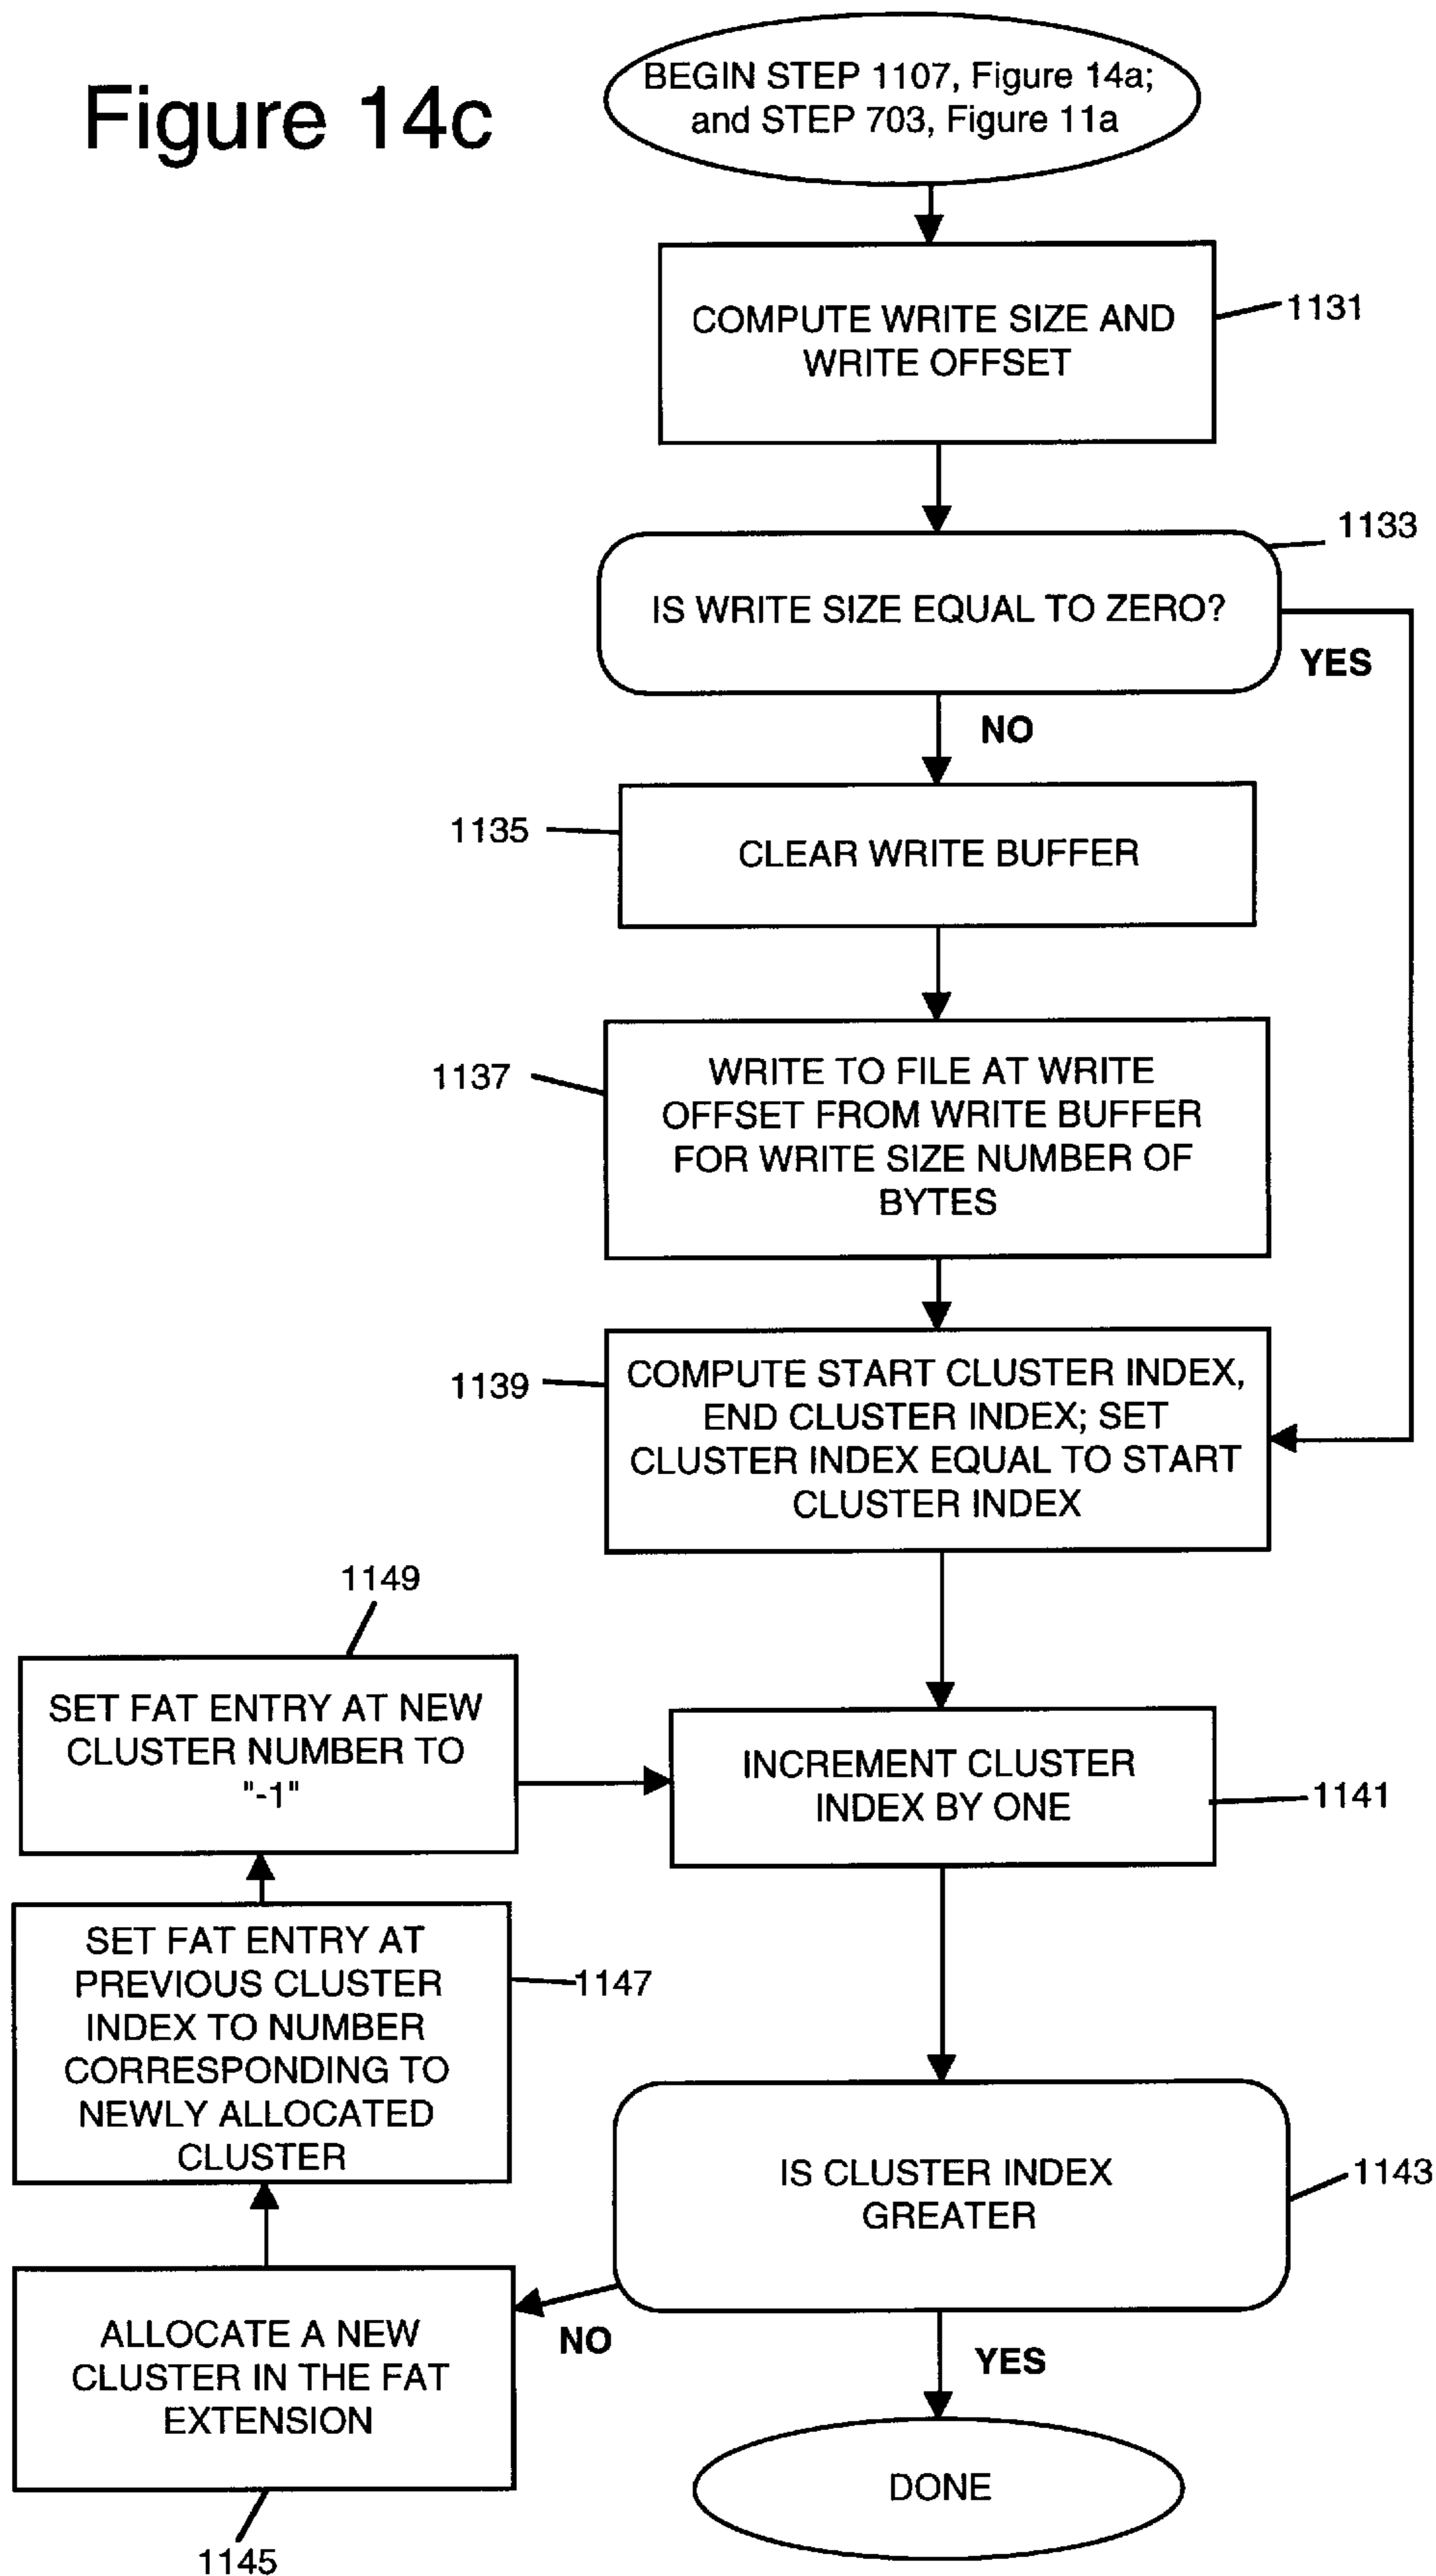 Figure 14c
BEGIN STEP 1107, Figure 14a;
and STEP 703, Figure 11a
COMPUTE WRITE SIZE AND
WRITE OFFSET
1131
1133
IS WRITE SIZE EQUAL TO ZERO?
YES
NO
1135
CLEAR WRITE BUFFER
1137
WRITE TO FILE AT WRITE
OFFSET FROM WRITE BUFFER
FOR WRITE SIZE NUMBER OF
BYTES
1139
COMPUTE START CLUSTER INDEX,
END CLUSTER INDEX; SET
CLUSTER INDEX EQUAL TO START
CLUSTER INDEX
1149
SET FAT ENTRY AT NEW
CLUSTER NUMBER TO
"-1"
INCREMENT CLUSTER
INDEX BY ONE
1141
SET FAT ENTRY AT
PREVIOUS CLUSTER
INDEX TO NUMBER
CORRESPONDING TO
NEWLY ALLOCATED
CLUSTER
1147
IS CLUSTER INDEX
GREATER
1143
NO
YES
ALLOCATE A NEW
CLUSTER IN THE FAT
EXTENSION
1145
DONE